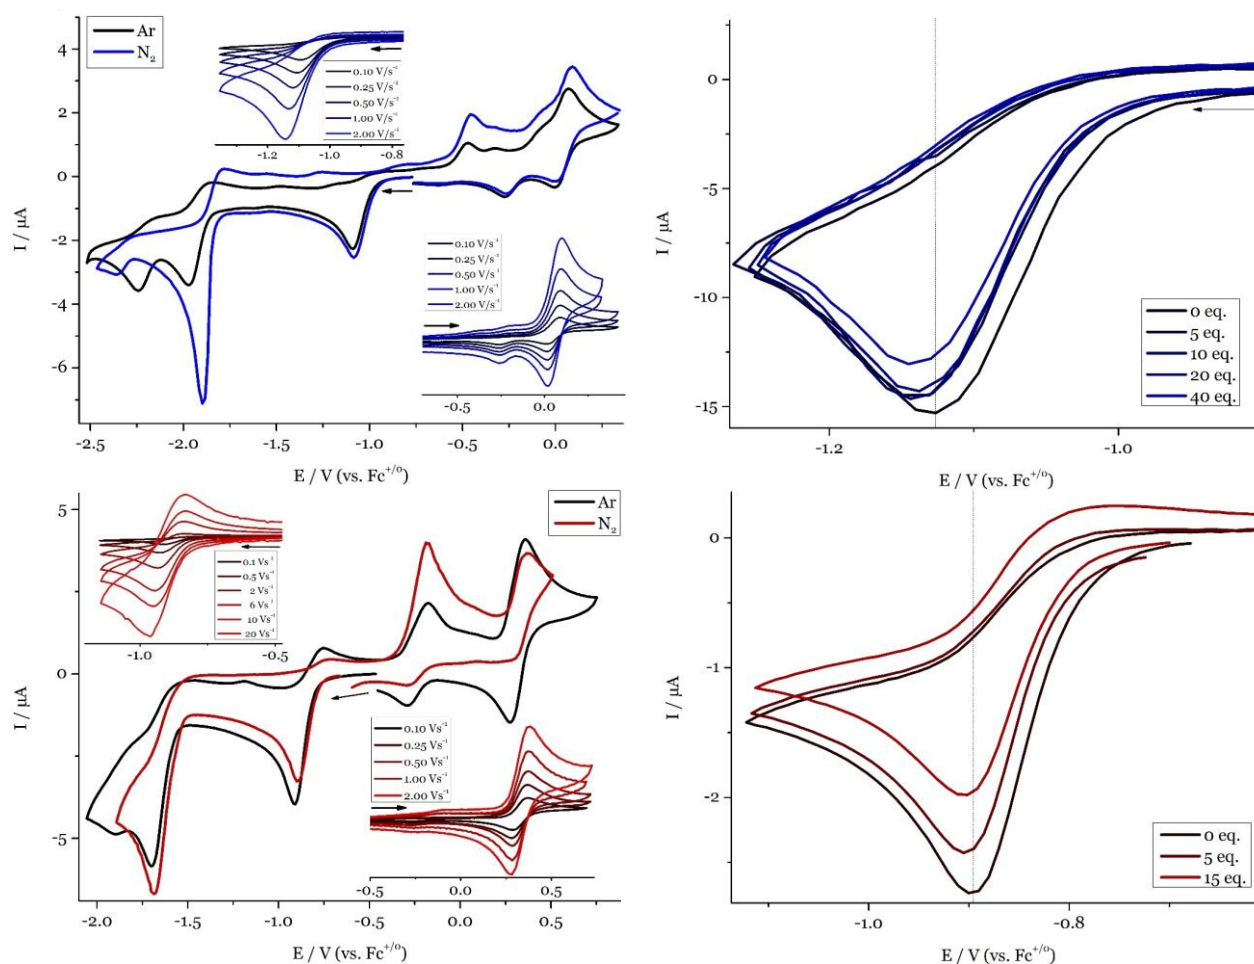 Ar
N₂
4
2
0
-2
-4
-6
I / µA
0.10 V/s⁻¹
0.25 V/s⁻¹
0.50 V/s⁻¹
1.00 V/s⁻¹
2.00 V/s⁻¹
-1.2 -1.0 -0.8
0.10 V/s⁻¹
0.25 V/s⁻¹
0.50 V/s⁻¹
1.00 V/s⁻¹
2.00 V/s⁻¹
-0.5 0.0
-2.5 -2.0 -1.5 -1.0 -0.5 0.0
E / V (vs. Fc⁺/⁰)
0
-5
-10
-15
I / µA
0 eq.
5 eq.
10 eq.
20 eq.
40 eq.
-1.2 -1.0
E / V (vs. Fc⁺/⁰)
Ar
N₂
5
0
-5
I / µA
0.1 Vs⁻¹
0.5 Vs⁻¹
2 Vs⁻¹
6 Vs⁻¹
10 Vs⁻¹
20 Vs⁻¹
-1.0 -0.5
0.10 Vs⁻¹
0.25 Vs⁻¹
0.50 Vs⁻¹
1.00 Vs⁻¹
2.00 Vs⁻¹
-0.5 0.0 0.5
-2.0 -1.5 -1.0 -0.5 0.0 0.5
E / V (vs. Fc⁺/⁰)
0
-1
-2
I / µA
0 eq.
5 eq.
15 eq.
-1.0 -0.8
E / V (vs. Fc⁺/⁰)